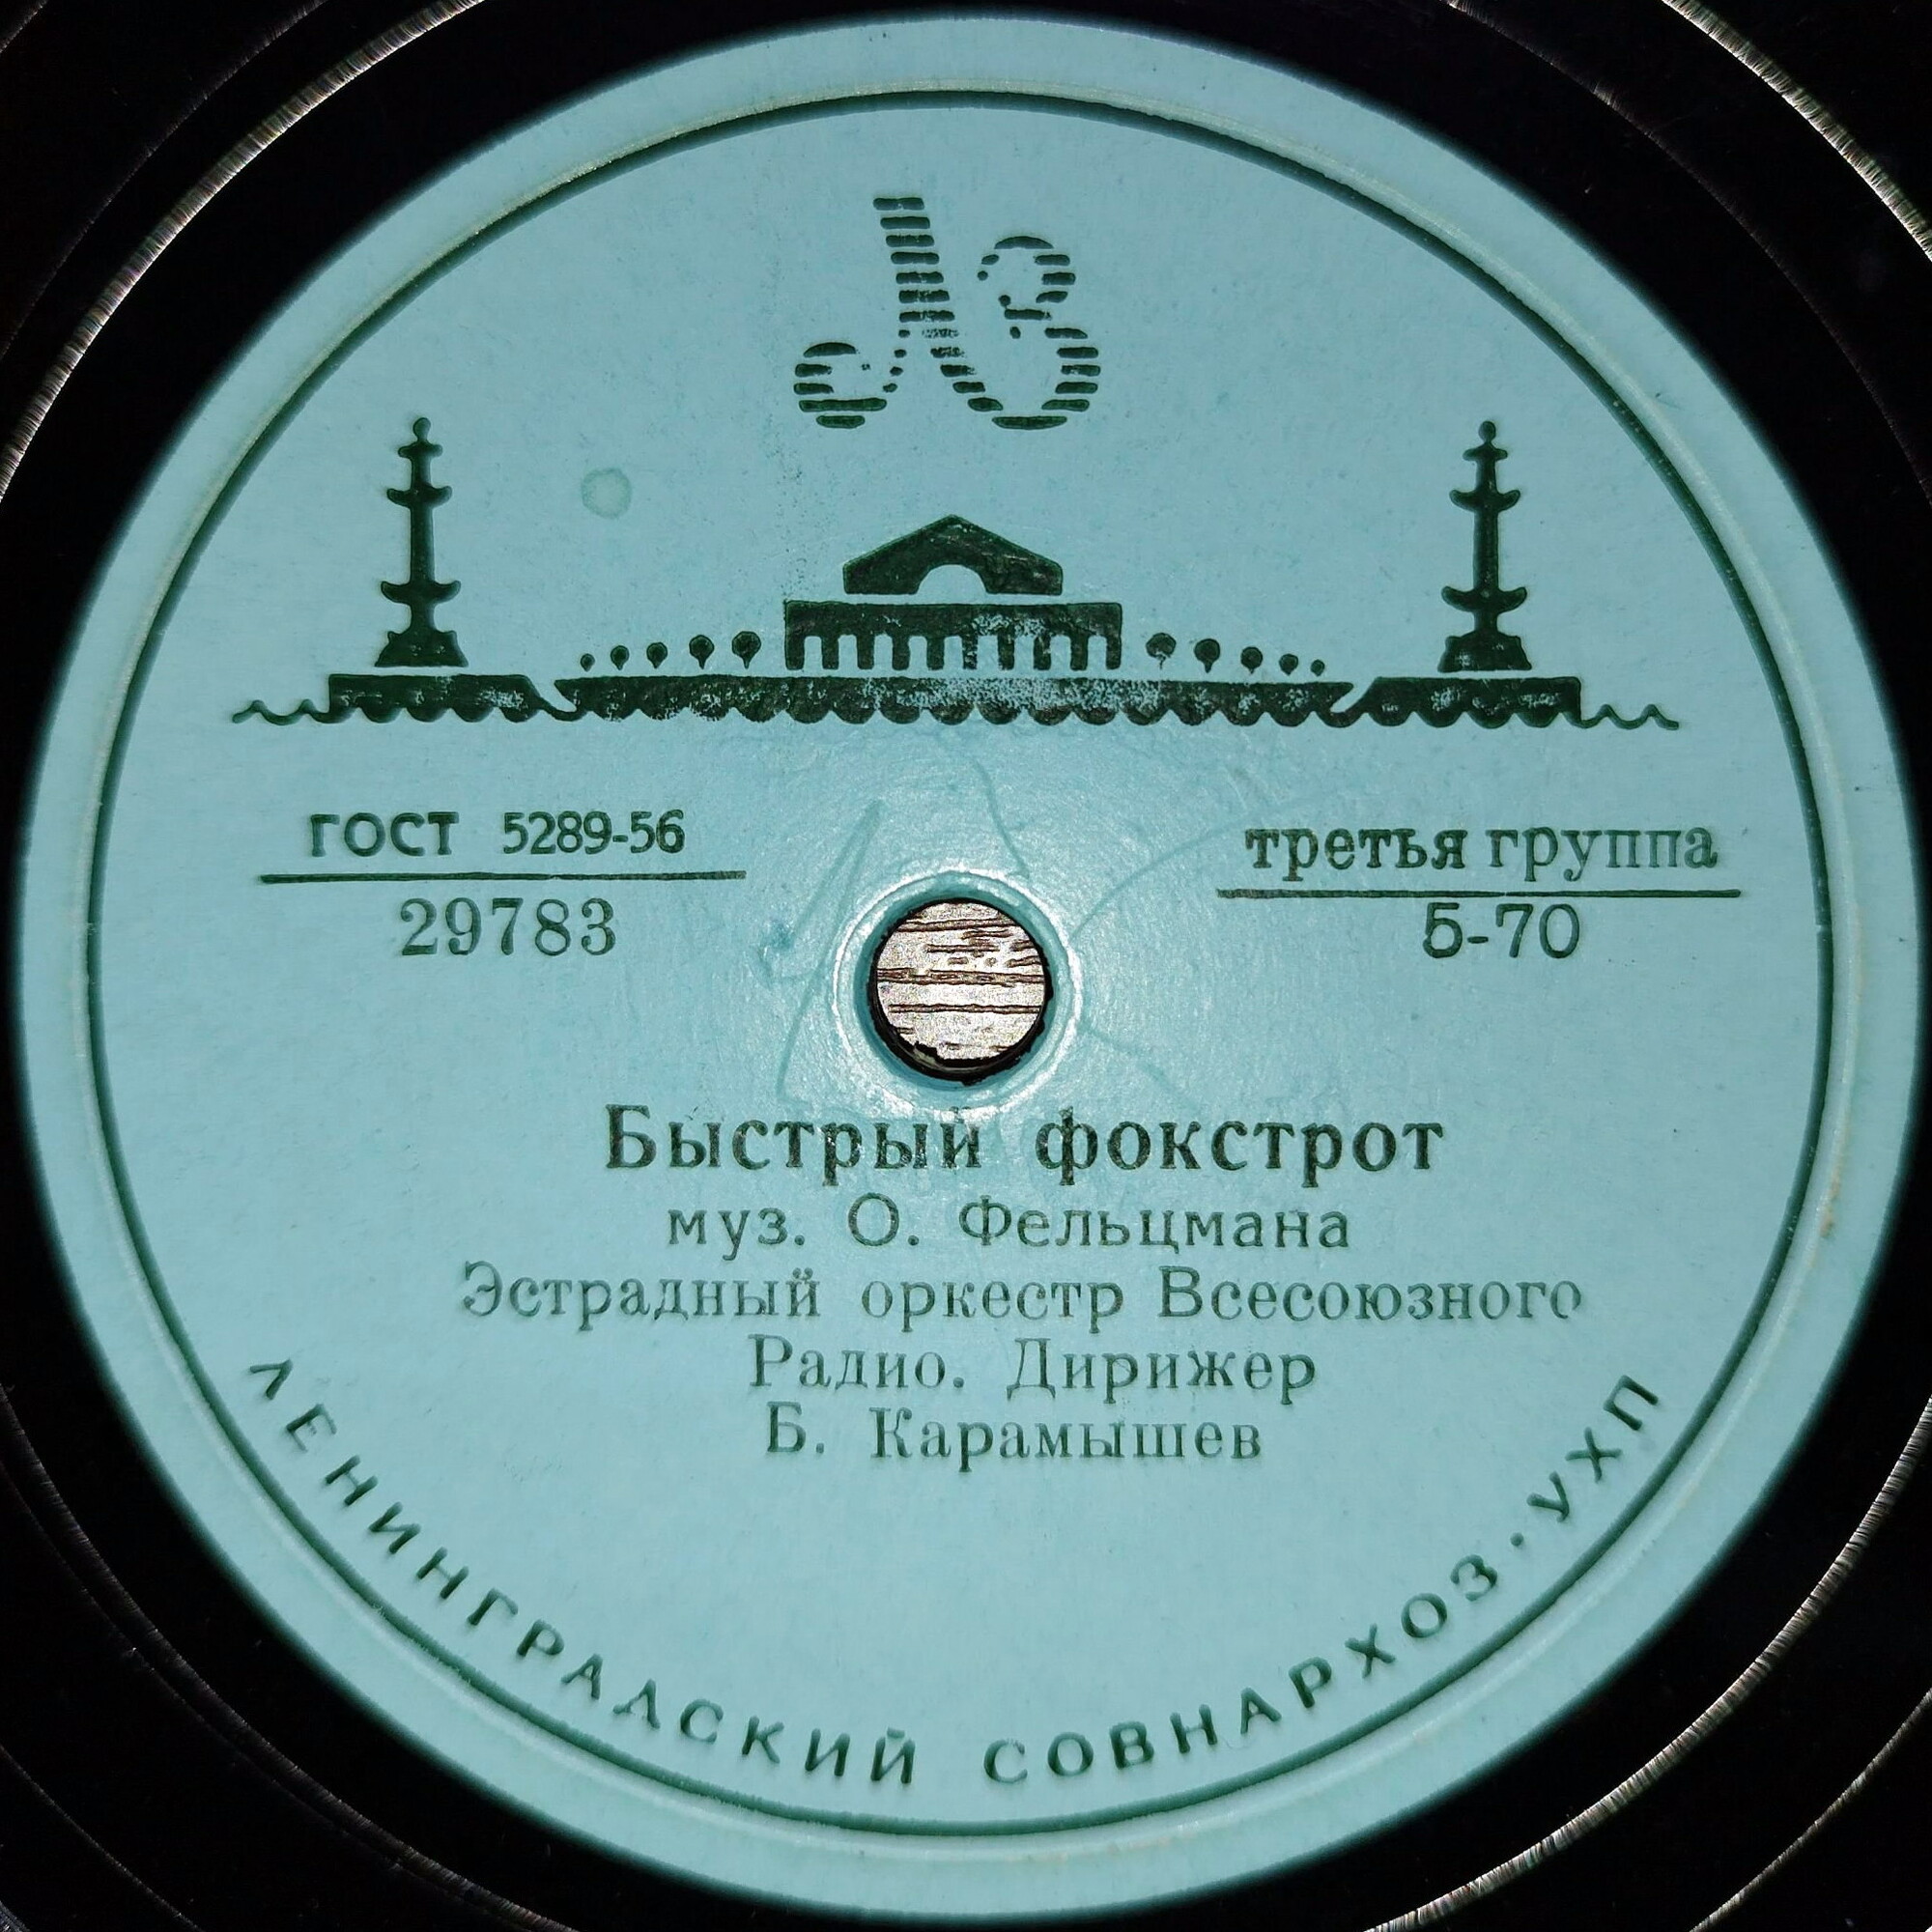 ЛЗ
ГОСТ 5289-56
29783
третья группа
5-70
Быстрый фокстрот
муз. О. Фельцмана
Эстрадный оркестр Всесоюзного
Радио. Дирижер
Б. Карамышев
ЛЕНИНГРАДСКИЙ СОВНАРХОЗ · УХП